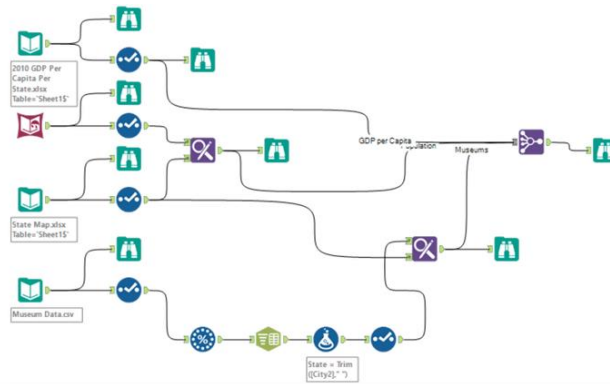 2010 GDP Per
Capita Per
State.xlsx
Table='Sheet1$'
GDP per Capita
Museums
State Map.xlsx
Table='Sheet1$'
Museum Data.csv
State = Trim
([City2]," ")